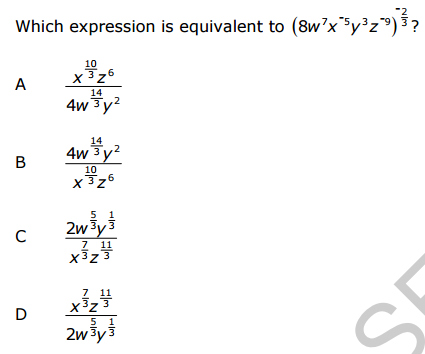 Which expression is equivalent to (8w⁷x⁻⁵y³z⁻⁹)^(⁻2/3)?
A x^(10/3)z⁶ / 4w^(14/3)y²
B 4w^(14/3)y² / x^(10/3)z⁶
C 2w^(5/3)y^(1/3) / x^(7/3)z^(11/3)
D x^(7/3)z^(11/3) / 2w^(5/3)y^(1/3)